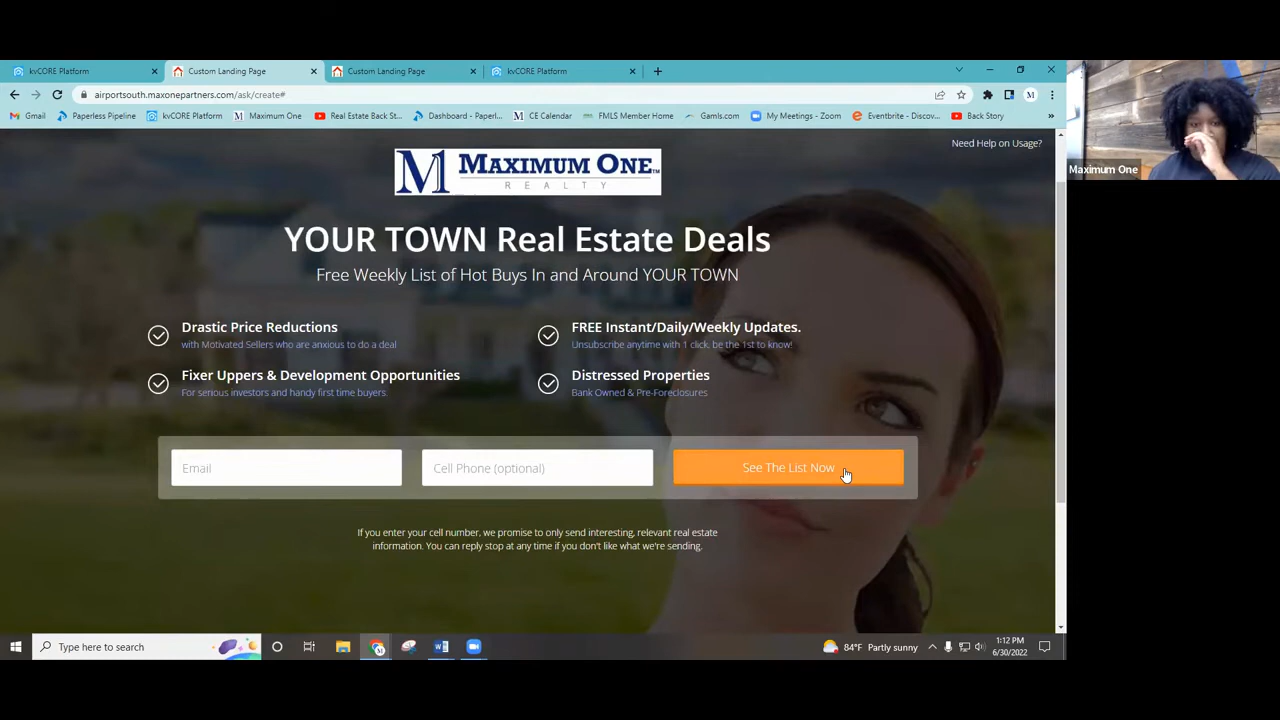 kvCORE Platform
Custom Landing Page
Custom Landing Page
kvCORE Platform
airportsouth.maxonepartners.com/ask/create#
M
Gmail
Paperless Pipeline
kvCORE Platform
Maximum One
Real Estate Back St...
Dashboard - Paperl...
CE Calendar
FMLS Member Home
Gamls.com
My Meetings - Zoom
Eventbrite - Discov...
Back Story
»
Need Help on Usage?
M MAXIMUM ONE™
REALTY
YOUR TOWN Real Estate Deals
Free Weekly List of Hot Buys In and Around YOUR TOWN
Drastic Price Reductions
with Motivated Sellers who are anxious to do a deal
FREE Instant/Daily/Weekly Updates.
Unsubscribe anytime with 1 click, be the 1st to know!
Fixer Uppers & Development Opportunities
For serious investors and handy first time buyers.
Distressed Properties
Bank Owned & Pre-Foreclosures
Email
Cell Phone (optional)
See The List Now
If you enter your cell number, we promise to only send interesting, relevant real estate
information. You can reply stop at any time if you don't like what we're sending.
Maximum One
Type here to search
84°F Partly sunny
1:12 PM
6/30/2022